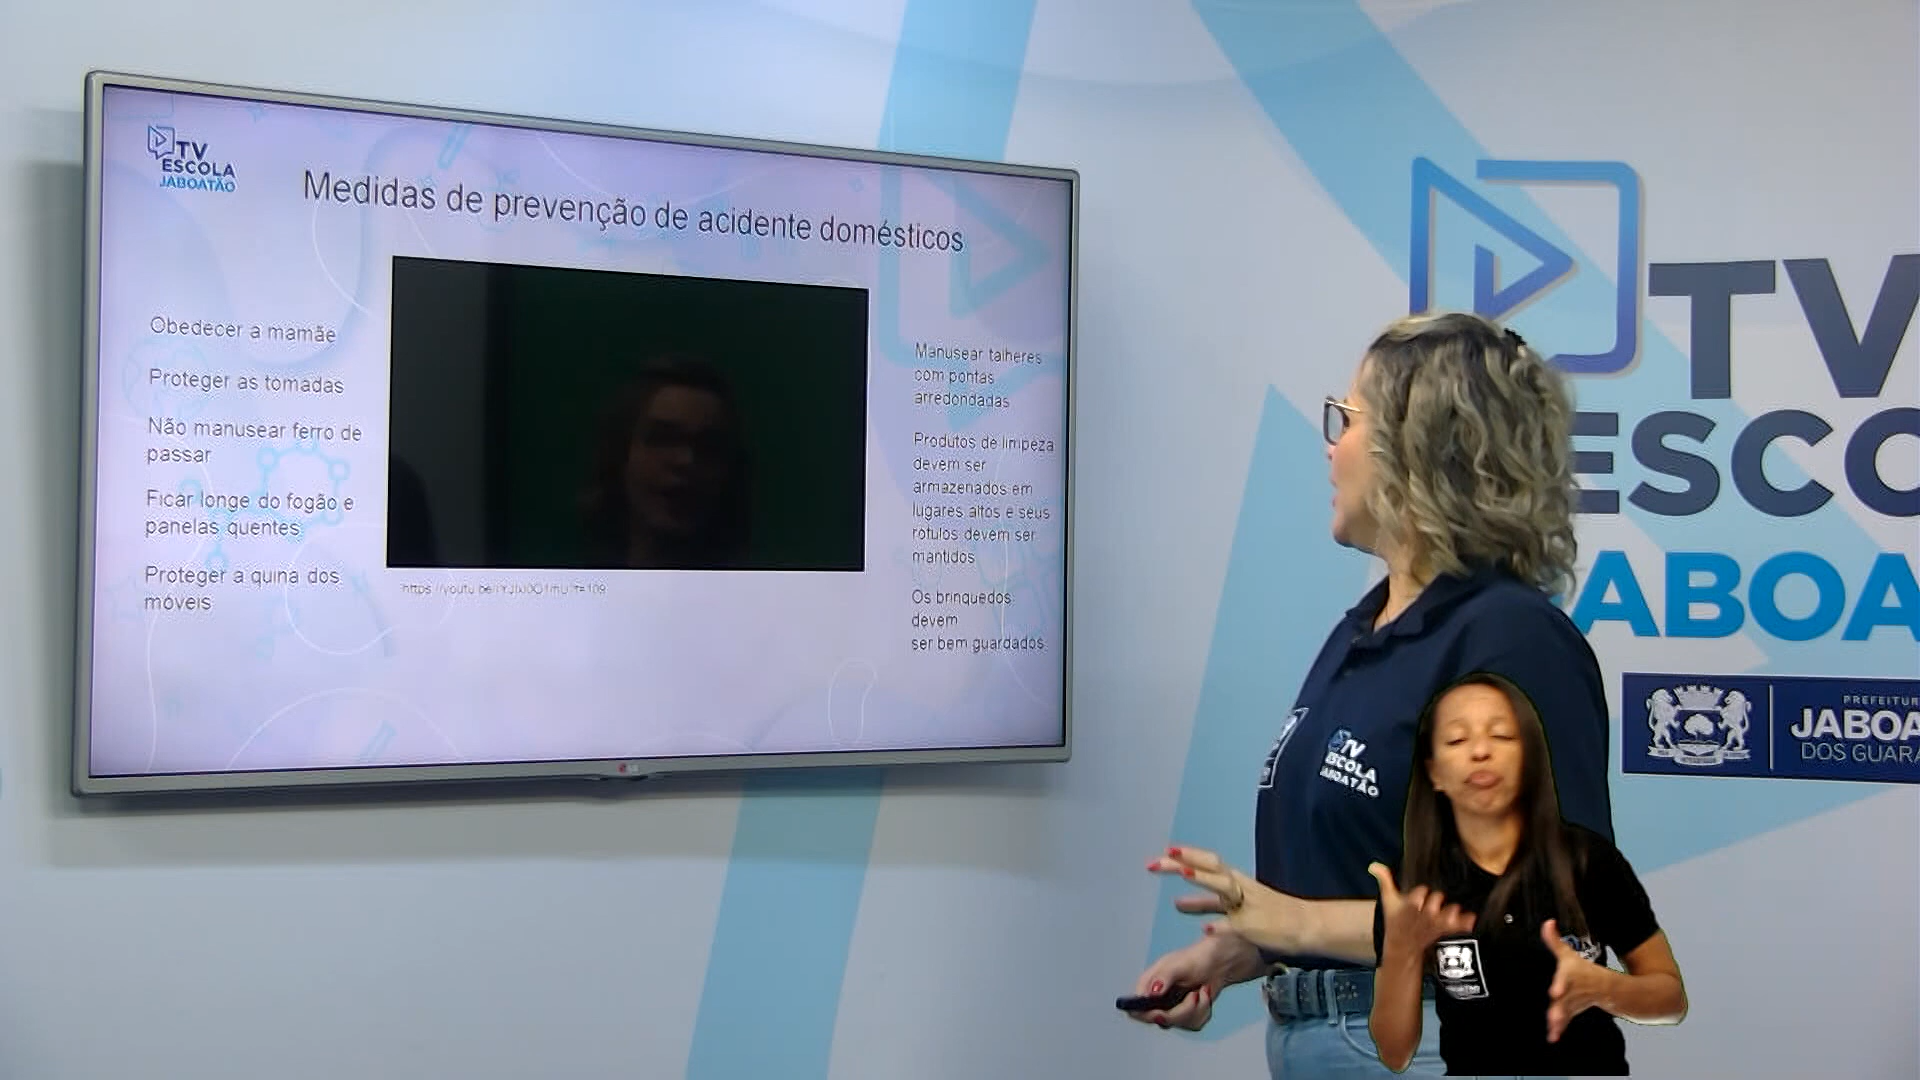 TV
ESCOLA
JABOATÃO
Medidas de prevenção de acidente domésticos
Obedecer a mamãe
Proteger as tomadas
Não manusear ferro de
passar
Ficar longe do fogão e
panelas quentes
Proteger a quina dos
móveis
Manusear talheres
com pontas
arredondadas
Produtos de limpeza
devem ser
armazenados em
lugares altos e seus
rótulos devem ser
mantidos
Os brinquedos
devem
ser bem guardados
LG
TV
ESCO
JABOA
PREFEITUR
JABOA
DOS GUARA
TV
ESCOLA
JABOATÃO